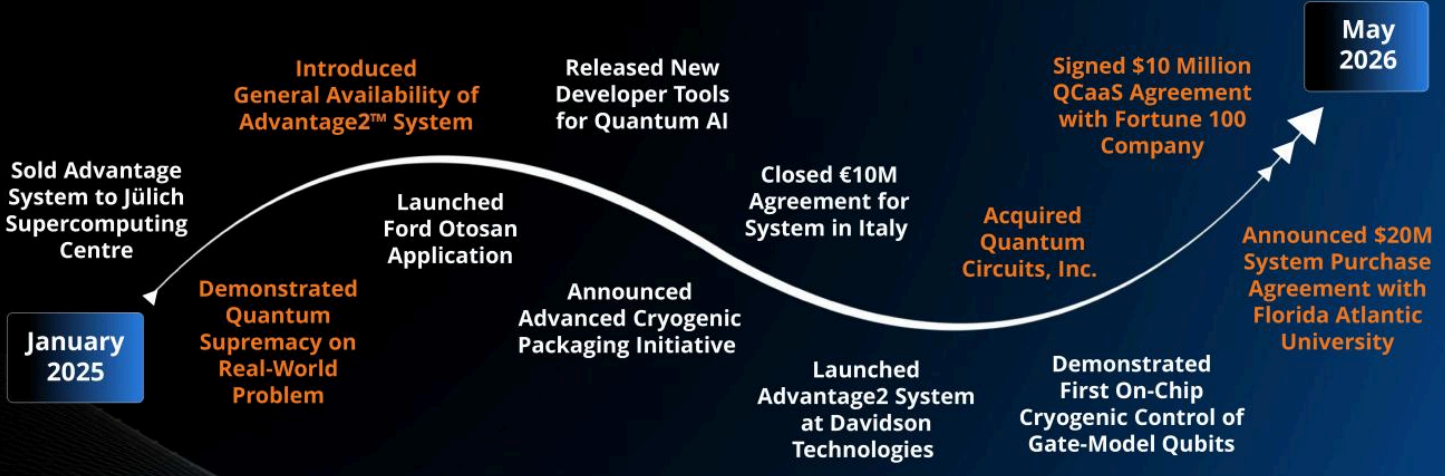 January
2025
Sold Advantage
System to Jülich
Supercomputing
Centre
Demonstrated
Quantum
Supremacy on
Real-World
Problem
Introduced
General Availability of
Advantage2™ System
Launched
Ford Otosan
Application
Released New
Developer Tools
for Quantum AI
Announced
Advanced Cryogenic
Packaging Initiative
Closed €10M
Agreement for
System in Italy
Launched
Advantage2 System
at Davidson
Technologies
Acquired
Quantum
Circuits, Inc.
Demonstrated
First On-Chip
Cryogenic Control of
Gate-Model Qubits
Signed $10 Million
QCaaS Agreement
with Fortune 100
Company
Announced $20M
System Purchase
Agreement with
Florida Atlantic
University
May
2026